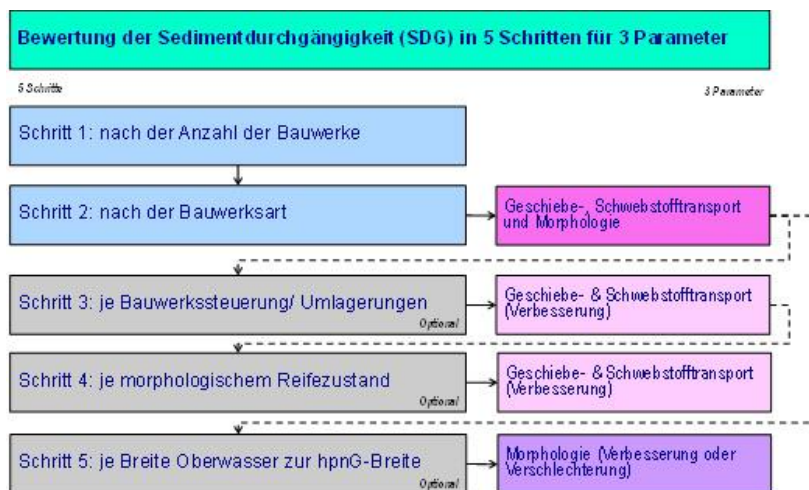 Bewertung der Sedimentdurchgängigkeit (SDG) in 5 Schritten für 3 Parameter
5 Schritte
3 Parameter
Schritt 1: nach der Anzahl der Bauwerke
Schritt 2: nach der Bauwerksart
Geschiebe-, Schwebstofftransport
und Morphologie
Schritt 3: je Bauwerkssteuerung/ Umlagerungen
Optional
Geschiebe- & Schwebstofftransport
(Verbesserung)
Schritt 4: je morphologischem Reifezustand
Optional
Geschiebe- & Schwebstofftransport
(Verbesserung)
Schritt 5: je Breite Oberwasser zur hpnG-Breite
Optional
Morphologie (Verbesserung oder
Verschlechterung)